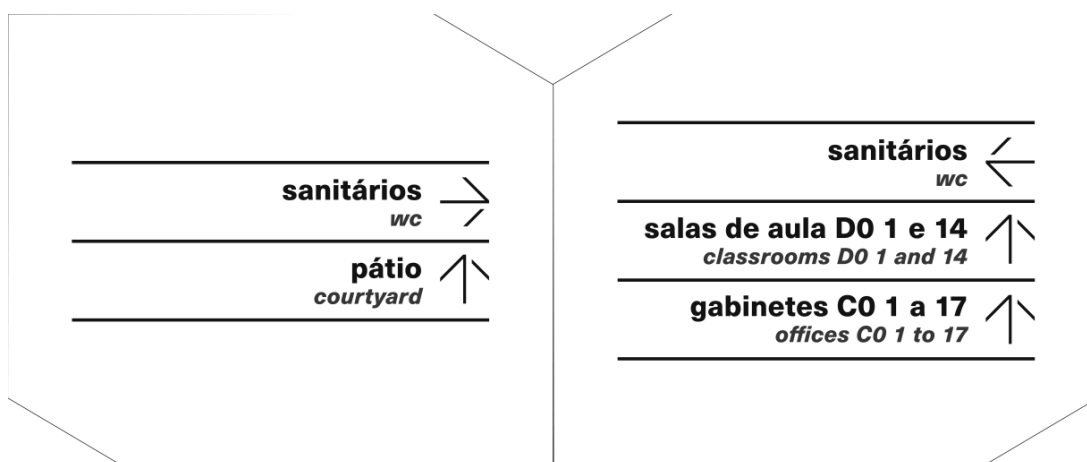 sanitários
wc
pátio
courtyard
sanitários
wc
salas de aula D0 1 e 14
classrooms D0 1 and 14
gabinetes C0 1 a 17
offices C0 1 to 17